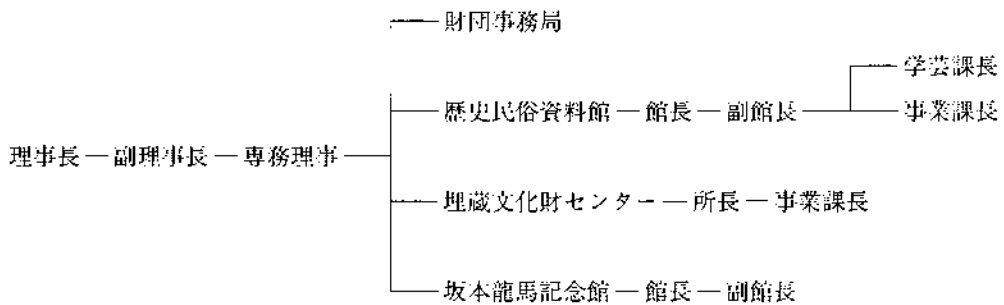 財団事務局
学芸課長
歴史民俗資料館 ― 館長 ― 副館長
事業課長
理事長 ― 副理事長 ― 専務理事
埋蔵文化財センター ― 所長 ― 事業課長
坂本龍馬記念館 ― 館長 ― 副館長